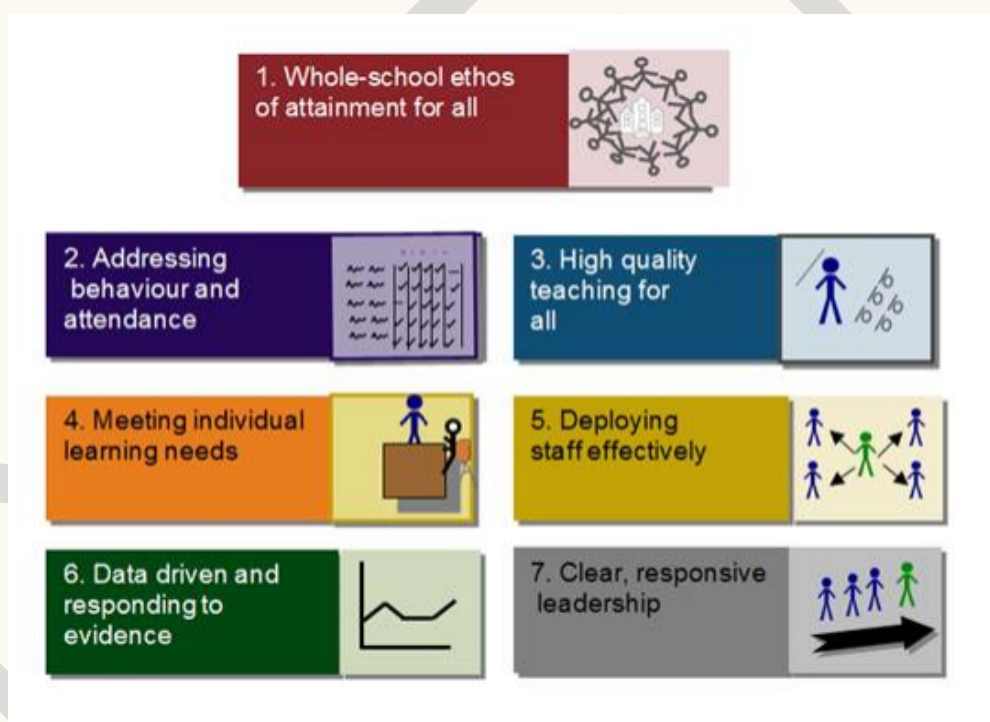 1. Whole-school ethos
of attainment for all
2. Addressing
behaviour and
attendance
3. High quality
teaching for
all
4. Meeting individual
learning needs
5. Deploying
staff effectively
6. Data driven and
responding to
evidence
7. Clear, responsive
leadership